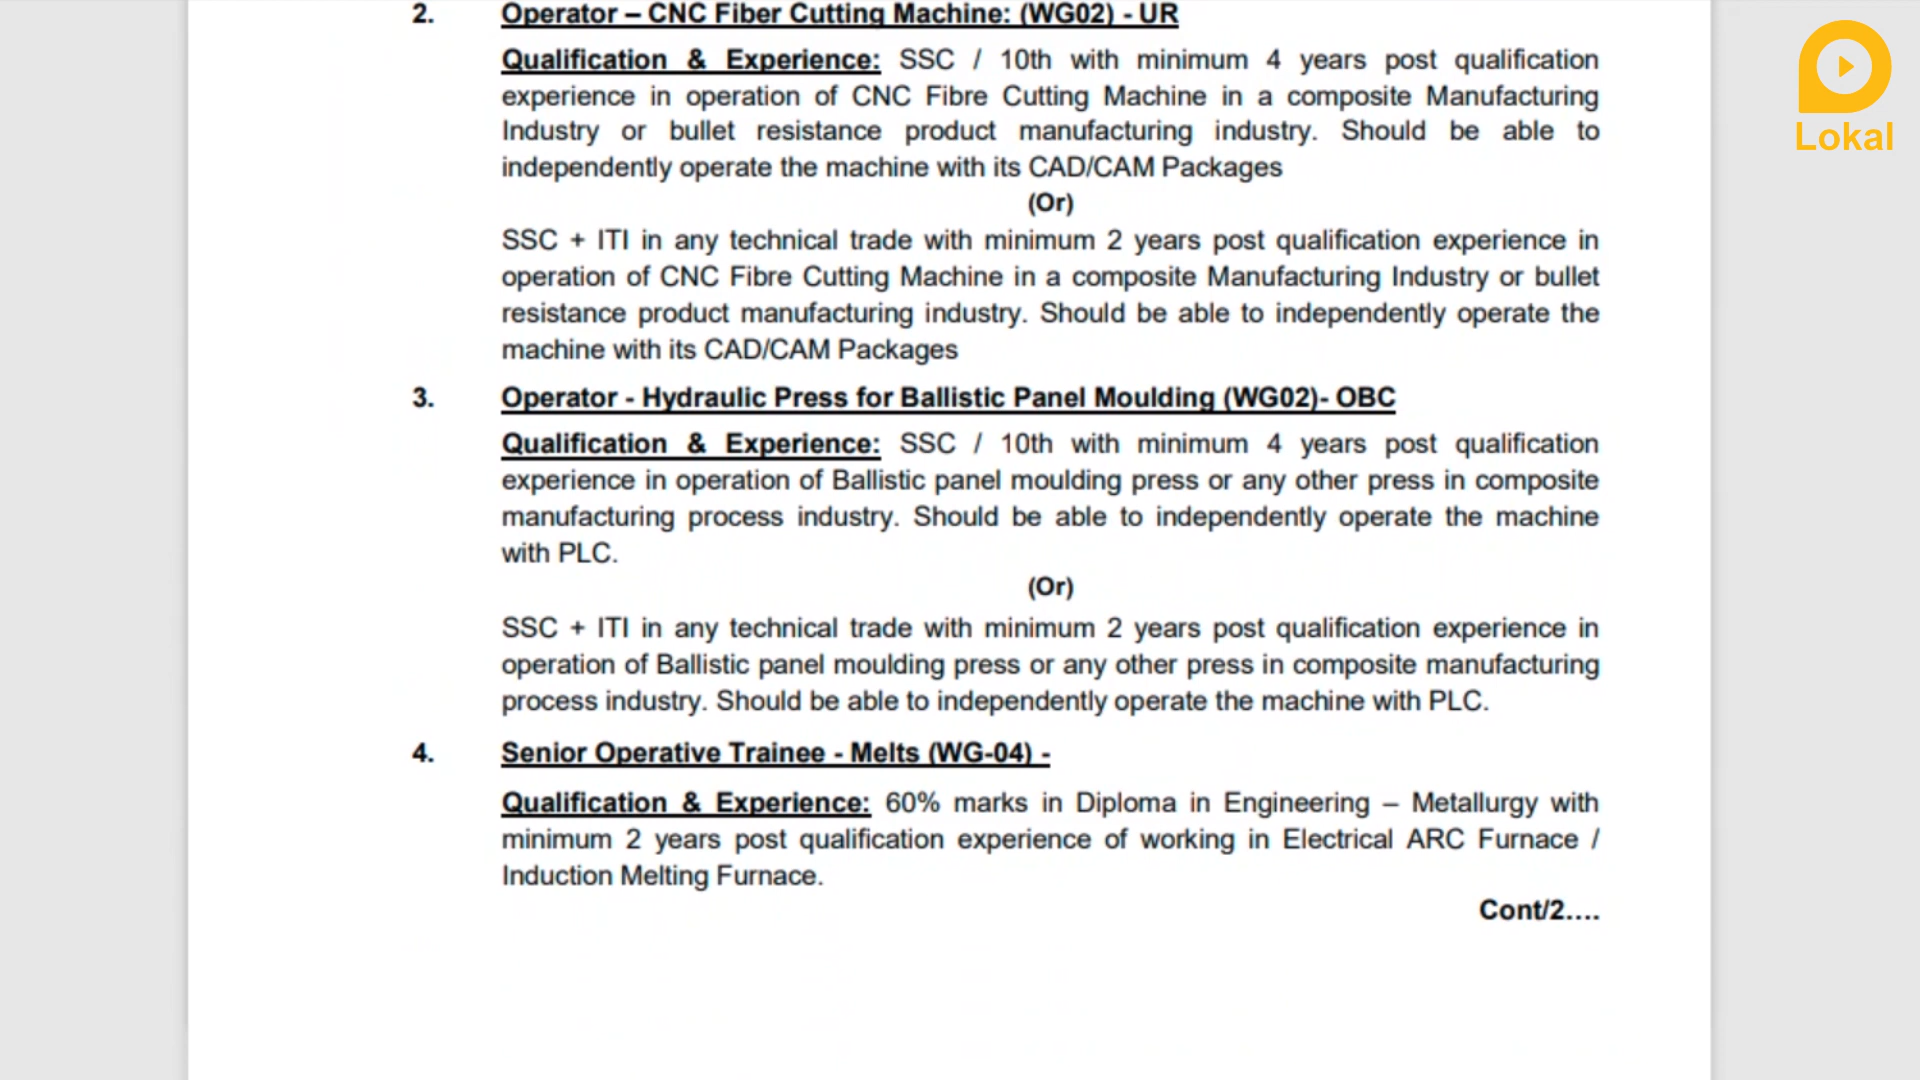 2. Operator – CNC Fiber Cutting Machine: (WG02) - UR
Qualification & Experience: SSC / 10th with minimum 4 years post qualification
experience in operation of CNC Fibre Cutting Machine in a composite Manufacturing
Industry or bullet resistance product manufacturing industry. Should be able to
independently operate the machine with its CAD/CAM Packages
(Or)
SSC + ITI in any technical trade with minimum 2 years post qualification experience in
operation of CNC Fibre Cutting Machine in a composite Manufacturing Industry or bullet
resistance product manufacturing industry. Should be able to independently operate the
machine with its CAD/CAM Packages
3. Operator - Hydraulic Press for Ballistic Panel Moulding (WG02)- OBC
Qualification & Experience: SSC / 10th with minimum 4 years post qualification
experience in operation of Ballistic panel moulding press or any other press in composite
manufacturing process industry. Should be able to independently operate the machine
with PLC.
(Or)
SSC + ITI in any technical trade with minimum 2 years post qualification experience in
operation of Ballistic panel moulding press or any other press in composite manufacturing
process industry. Should be able to independently operate the machine with PLC.
4. Senior Operative Trainee - Melts (WG-04) -
Qualification & Experience: 60% marks in Diploma in Engineering – Metallurgy with
minimum 2 years post qualification experience of working in Electrical ARC Furnace /
Induction Melting Furnace.
Cont/2....
Lokal